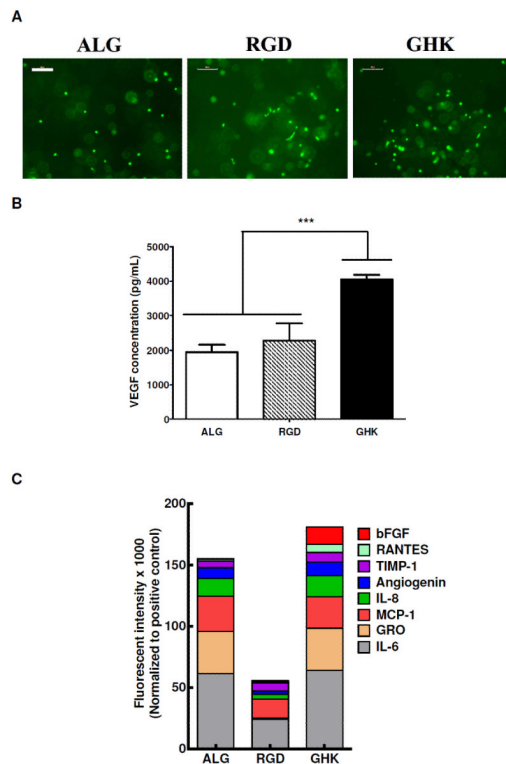 A
ALG RGD GHK
B
***
VEGF concentration (pg/mL)
5000
4000
3000
2000
1000
0
ALG RGD GHK
C
Fluorescent intensity x 1000
(Normalized to positive control)
200
150
100
50
0
ALG RGD GHK
bFGF
RANTES
TIMP-1
Angiogenin
IL-8
MCP-1
GRO
IL-6